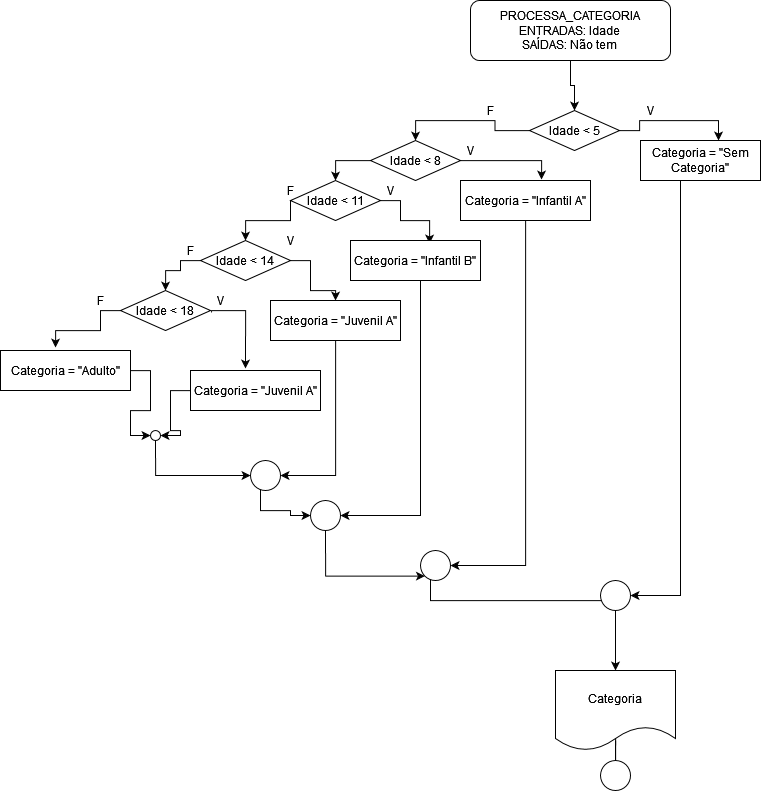 PROCESSA_CATEGORIA
ENTRADAS: Idade
SAÍDAS: Não tem
F
V
Idade < 5
Categoria = "Sem
Categoria"
V
Idade < 8
Categoria = "Infantil A"
F
V
Idade < 11
Categoria = "Infantil B"
F
V
Idade < 14
Categoria = "Juvenil A"
F
V
Idade < 18
Categoria = "Adulto"
Categoria = "Juvenil A"
Categoria